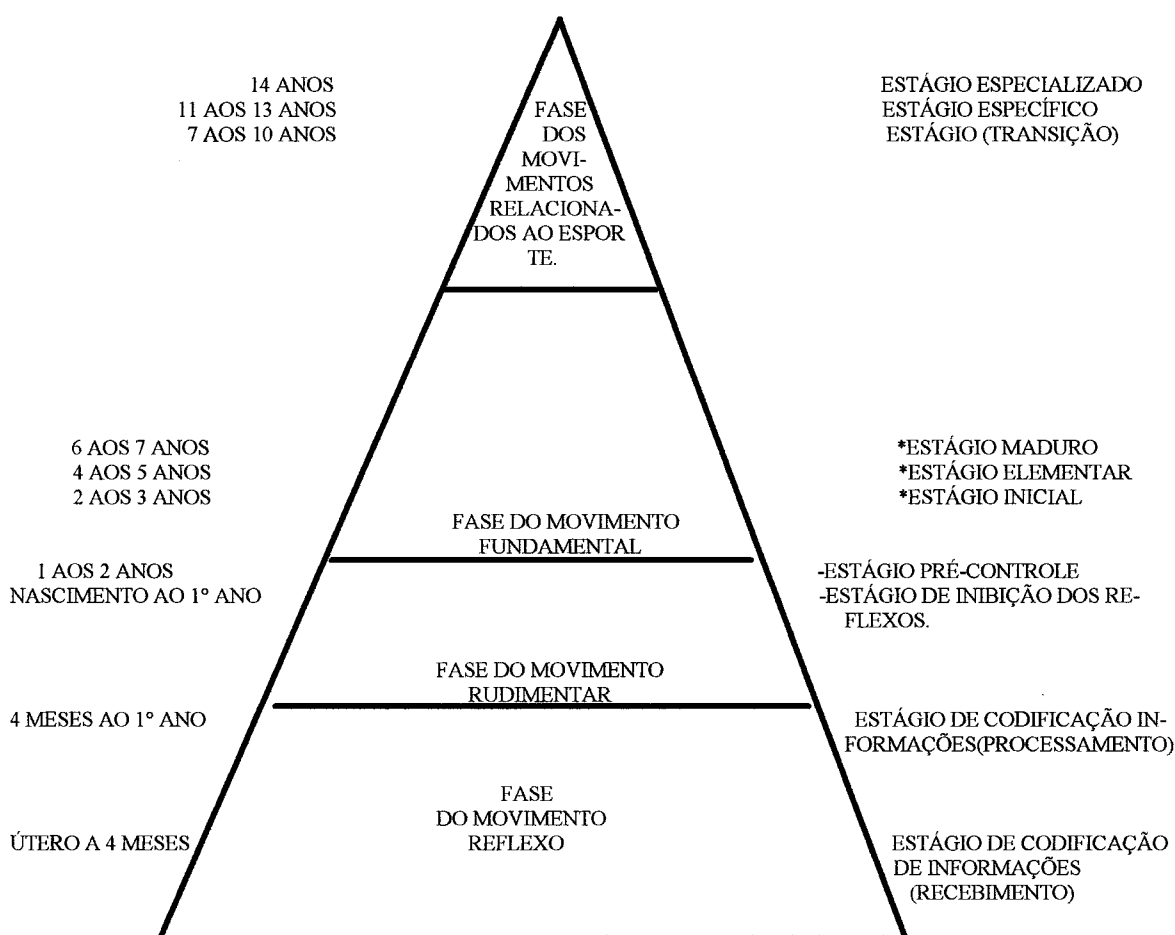 14 ANOS
11 AOS 13 ANOS
7 AOS 10 ANOS
FASE
DOS
MOVI-
MENTOS
RELACIONA-
DOS AO ESPOR
TE.
ESTÁGIO ESPECIALIZADO
ESTÁGIO ESPECÍFICO
ESTÁGIO (TRANSIÇÃO)
6 AOS 7 ANOS
4 AOS 5 ANOS
2 AOS 3 ANOS
*ESTÁGIO MADURO
*ESTÁGIO ELEMENTAR
*ESTÁGIO INICIAL
FASE DO MOVIMENTO
FUNDAMENTAL
1 AOS 2 ANOS
NASCIMENTO AO 1º ANO
-ESTÁGIO PRÉ-CONTROLE
-ESTÁGIO DE INIBIÇÃO DOS RE-
FLEXOS.
FASE DO MOVIMENTO
RUDIMENTAR
4 MESES AO 1º ANO
ESTÁGIO DE CODIFICAÇÃO IN-
FORMAÇÕES(PROCESSAMENTO)
FASE
DO MOVIMENTO
REFLEXO
ÚTERO A 4 MESES
ESTÁGIO DE CODIFICAÇÃO
DE INFORMAÇÕES
(RECEBIMENTO)